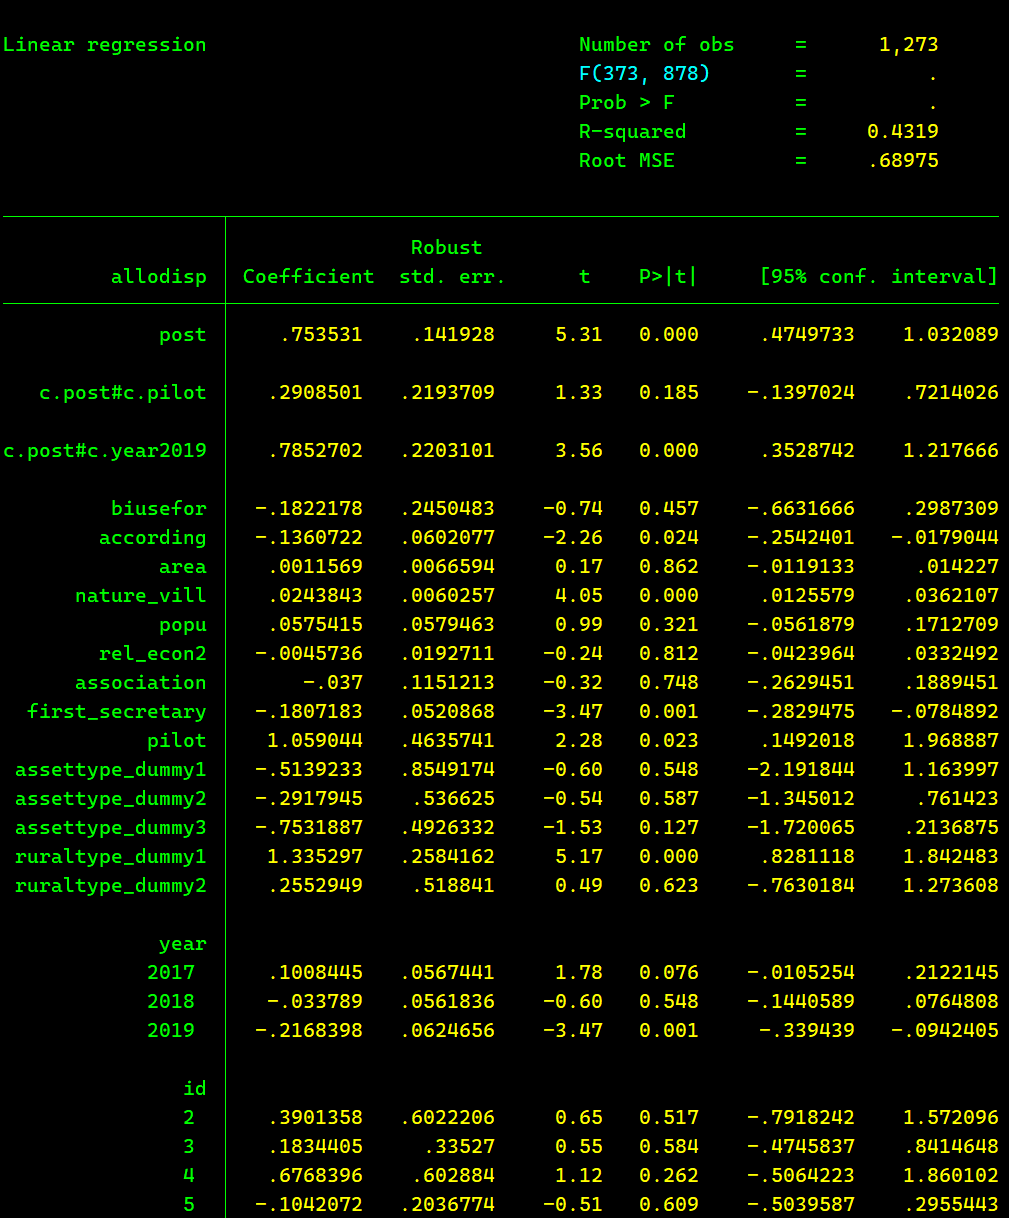 Linear regression Number of obs = 1,273
F(373, 878) = .
Prob > F = .
R-squared = 0.4319
Root MSE = .68975
Robust
allodisp Coefficient std. err. t P>|t| [95% conf. interval]
post .753531 .141928 5.31 0.000 .4749733 1.032089
c.post#c.pilot .2908501 .2193709 1.33 0.185 -.1397024 .7214026
c.post#c.year2019 .7852702 .2203101 3.56 0.000 .3528742 1.217666
biusefor -.1822178 .2450483 -0.74 0.457 -.6631666 .2987309
according -.1360722 .0602077 -2.26 0.024 -.2542401 -.0179044
area .0011569 .0066594 0.17 0.862 -.0119133 .014227
nature_vill .0243843 .0060257 4.05 0.000 .0125579 .0362107
popu .0575415 .0579463 0.99 0.321 -.0561879 .1712709
rel_econ2 -.0045736 .0192711 -0.24 0.812 -.0423964 .0332492
association -.037 .1151213 -0.32 0.748 -.2629451 .1889451
first_secretary -.1807183 .0520868 -3.47 0.001 -.2829475 -.0784892
pilot 1.059044 .4635741 2.28 0.023 .1492018 1.968887
assettype_dummy1 -.5139233 .8549174 -0.60 0.548 -2.191844 1.163997
assettype_dummy2 -.2917945 .536625 -0.54 0.587 -1.345012 .761423
assettype_dummy3 -.7531887 .4926332 -1.53 0.127 -1.720065 .2136875
ruraltype_dummy1 1.335297 .2584162 5.17 0.000 .8281118 1.842483
ruraltype_dummy2 .2552949 .518841 0.49 0.623 -.7630184 1.273608
year
2017 .1008445 .0567441 1.78 0.076 -.0105254 .2122145
2018 -.033789 .0561836 -0.60 0.548 -.1440589 .0764808
2019 -.2168398 .0624656 -3.47 0.001 -.339439 -.0942405
id
2 .3901358 .6022206 0.65 0.517 -.7918242 1.572096
3 .1834405 .33527 0.55 0.584 -.4745837 .8414648
4 .6768396 .602884 1.12 0.262 -.5064223 1.860102
5 -.1042072 .2036774 -0.51 0.609 -.5039587 .2955443